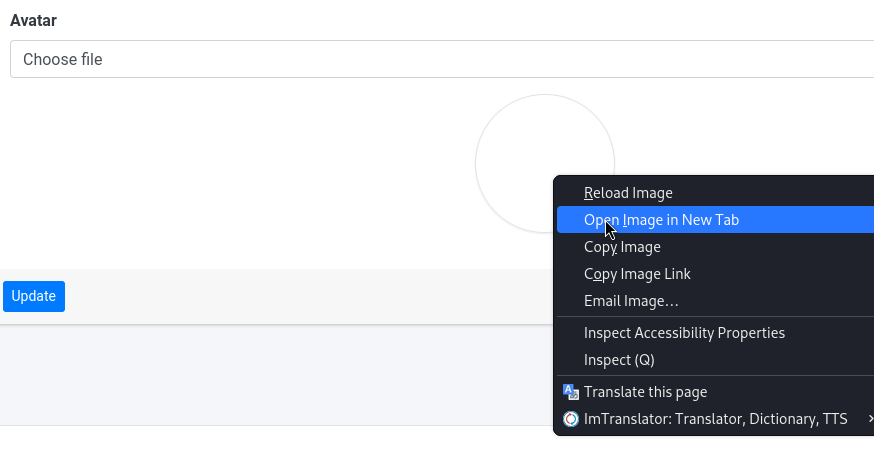 Avatar
Choose file
Reload Image
Open Image in New Tab
Copy Image
Copy Image Link
Email Image…
Update
Inspect Accessibility Properties
Inspect (Q)
Translate this page
ImTranslator: Translator, Dictionary, TTS